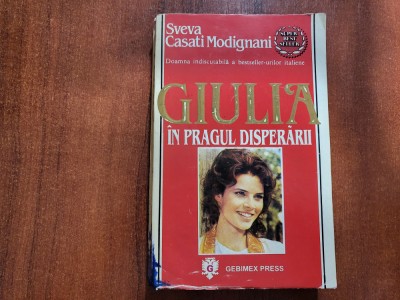 Sveva
Casati Modignani
SUPER
BEST
SELLER
Doamna indiscutabilă a bestseller-urilor italiene
GIULIA
ÎN PRAGUL DISPERĂRII
G
GEBIMEX PRESS